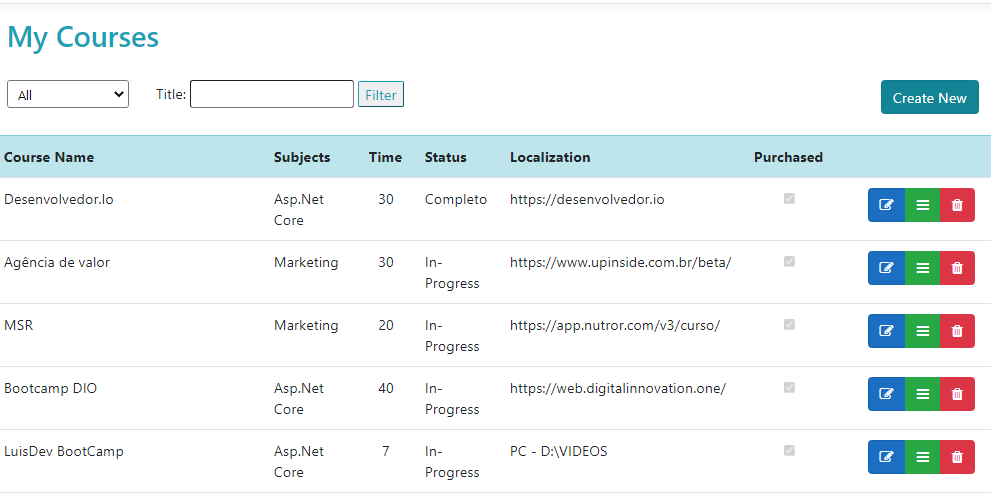 My Courses
All Title: Filter Create New
Course Name Subjects Time Status Localization Purchased
Desenvolvedor.Io Asp.Net 30 Completo https://desenvolvedor.io
Core
Agência de valor Marketing 30 In- https://www.upinside.com.br/beta/
Progress
MSR Marketing 20 In- https://app.nutror.com/v3/curso/
Progress
Bootcamp DIO Asp.Net 40 In- https://web.digitalinnovation.one/
Core Progress
LuisDev BootCamp Asp.Net 7 In- PC - D:\VIDEOS
Core Progress